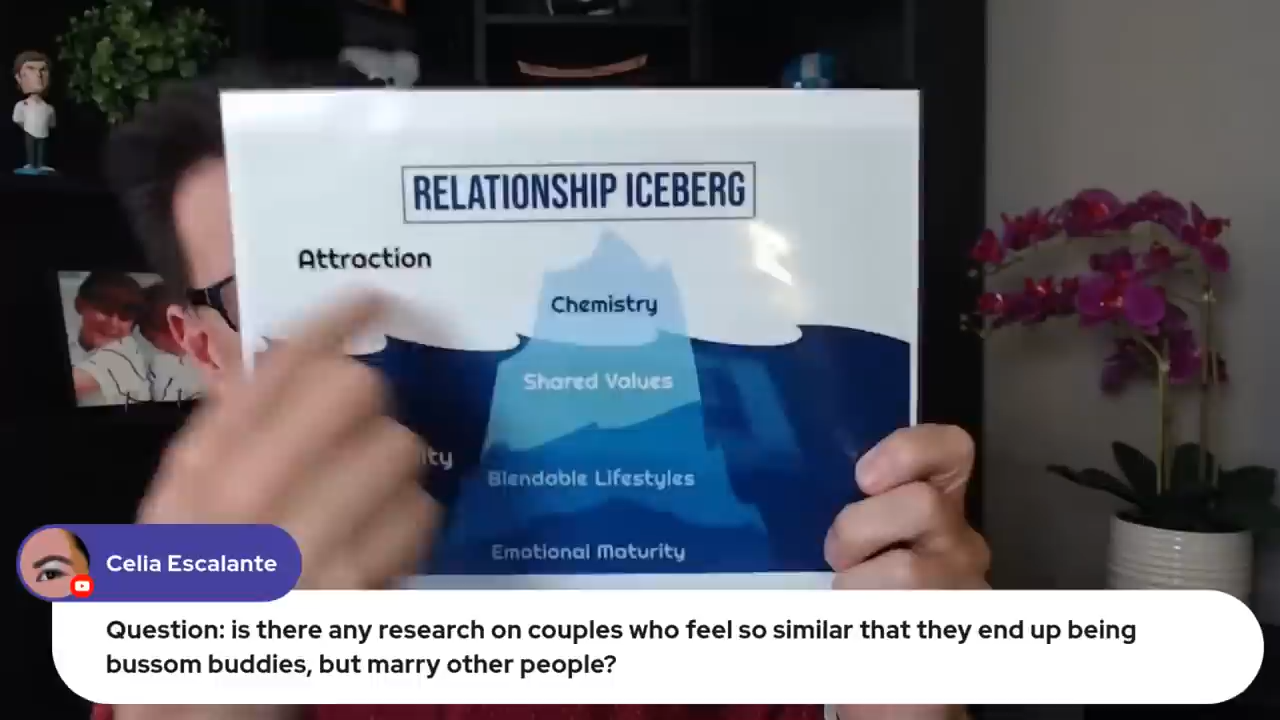 RELATIONSHIP ICEBERG
Attraction
Chemistry
Shared Values
Blendable Lifestyles
Emotional Maturity
Celia Escalante
Question: is there any research on couples who feel so similar that they end up being
bussom buddies, but marry other people?